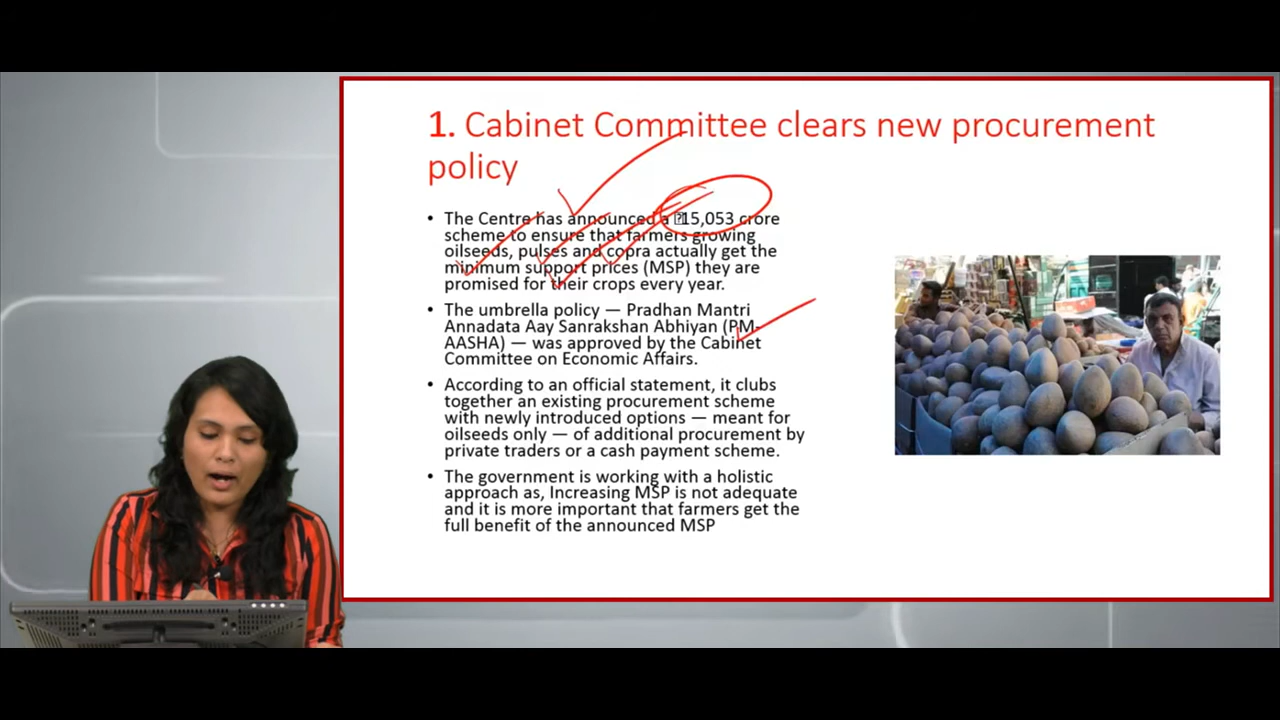 1. Cabinet Committee clears new procurement
policy
• The Centre has announced a 15,053 crore
scheme to ensure that farmers growing
oilseeds, pulses and copra actually get the
minimum support prices (MSP) they are
promised for their crops every year.
• The umbrella policy — Pradhan Mantri
Annadata Aay Sanrakshan Abhiyan (PM-
AASHA) — was approved by the Cabinet
Committee on Economic Affairs.
• According to an official statement, it clubs
together an existing procurement scheme
with newly introduced options — meant for
oilseeds only — of additional procurement by
private traders or a cash payment scheme.
• The government is working with a holistic
approach as, Increasing MSP is not adequate
and it is more important that farmers get the
full benefit of the announced MSP